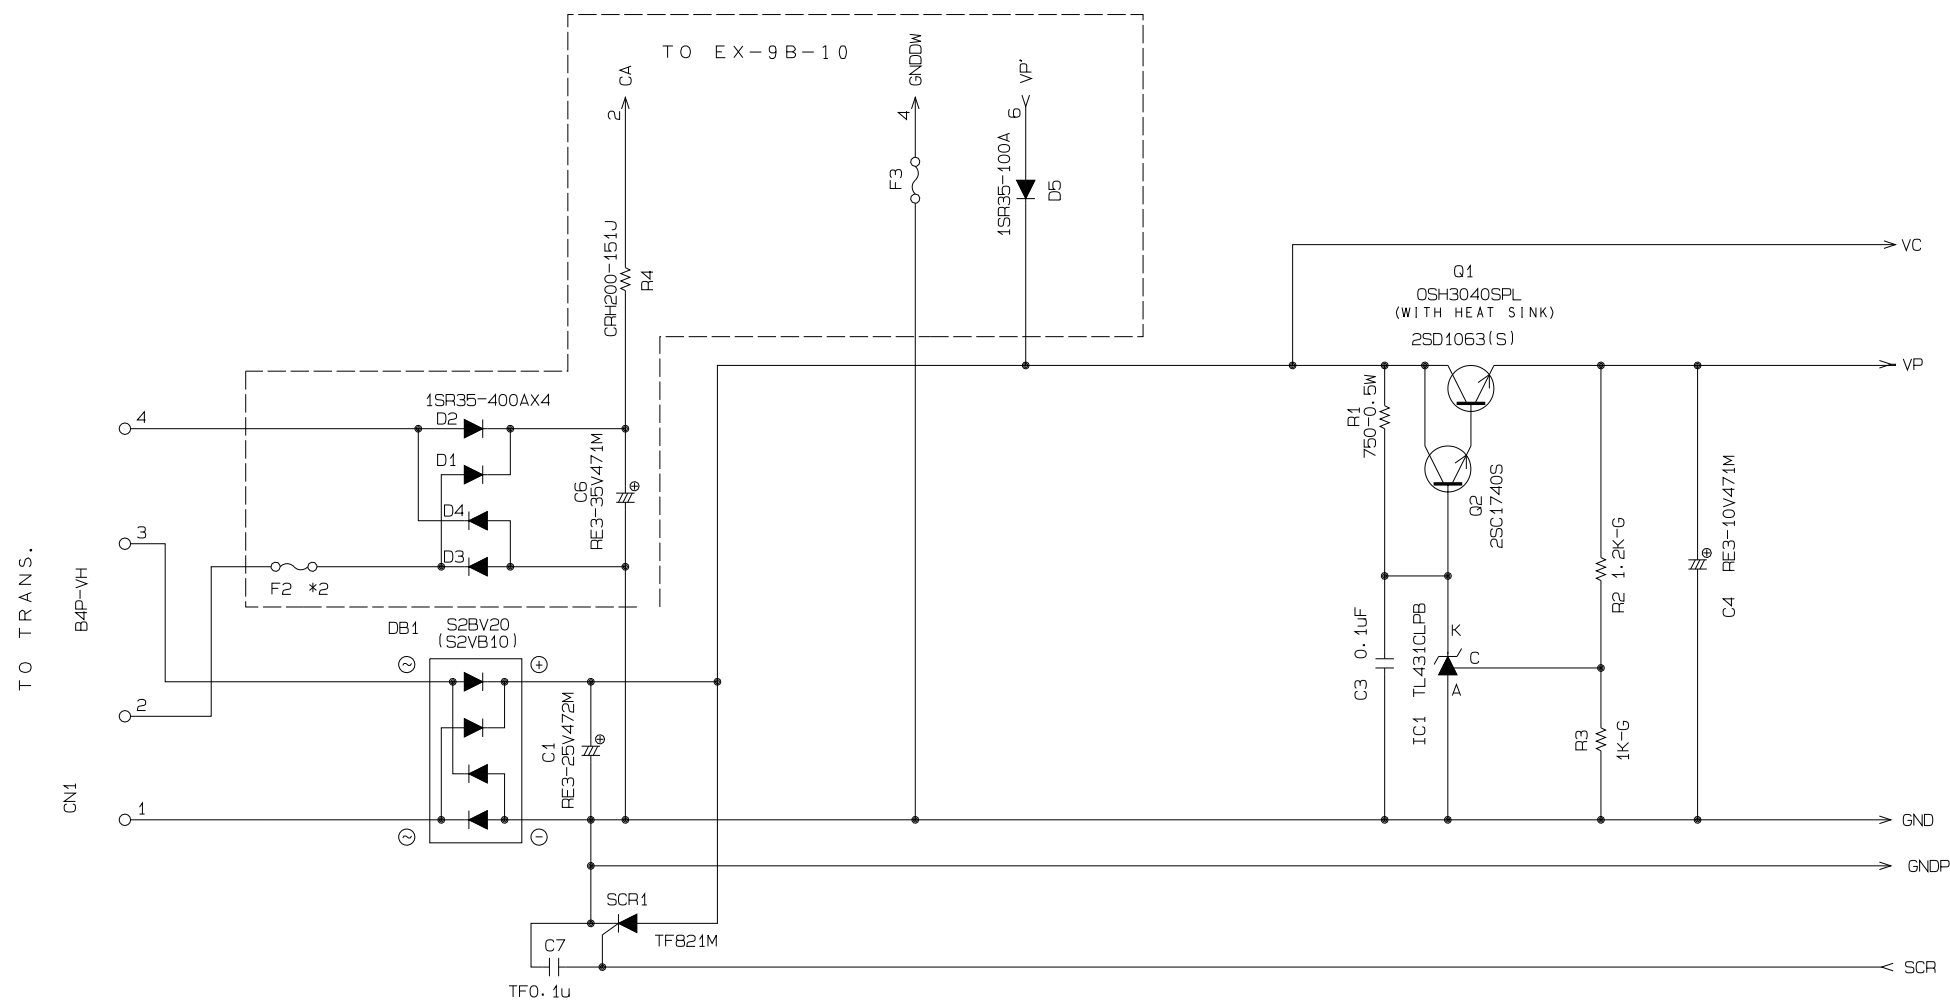 TO EX-9B-10
CA
2
GNDDW
4
VP'
6
F3
1SR35-100A
D5
CRH200-151J
R4
VC
Q1
OSH3040SPL
(WITH HEAT SINK)
2SD1063(S)
VP
1SR35-400AX4
D2
D1
D4
D3
4
3
F2 *2
C6
RE3-35V471M
R1
750-0.5W
Q2
2SC1740S
R2 1.2K-G
C4 RE3-10V471M
TO TRANS.
B4P-VH
CN1
DB1
S2BV20
(S2VB10)
~
+
2
1
~
−
C1
RE3-25V472M
C3 0.1uF
IC1 TL431CLPB
K
C
A
R3
1K-G
GND
GNDP
SCR1
TF821M
C7
TF0.1u
SCR